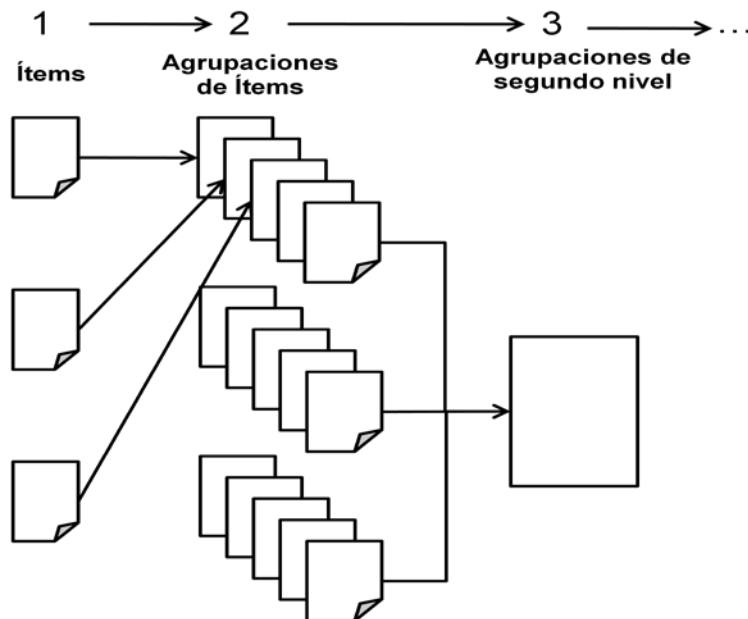 1 2 3 ...
Ítems
Agrupaciones
de Ítems
Agrupaciones de
segundo nivel